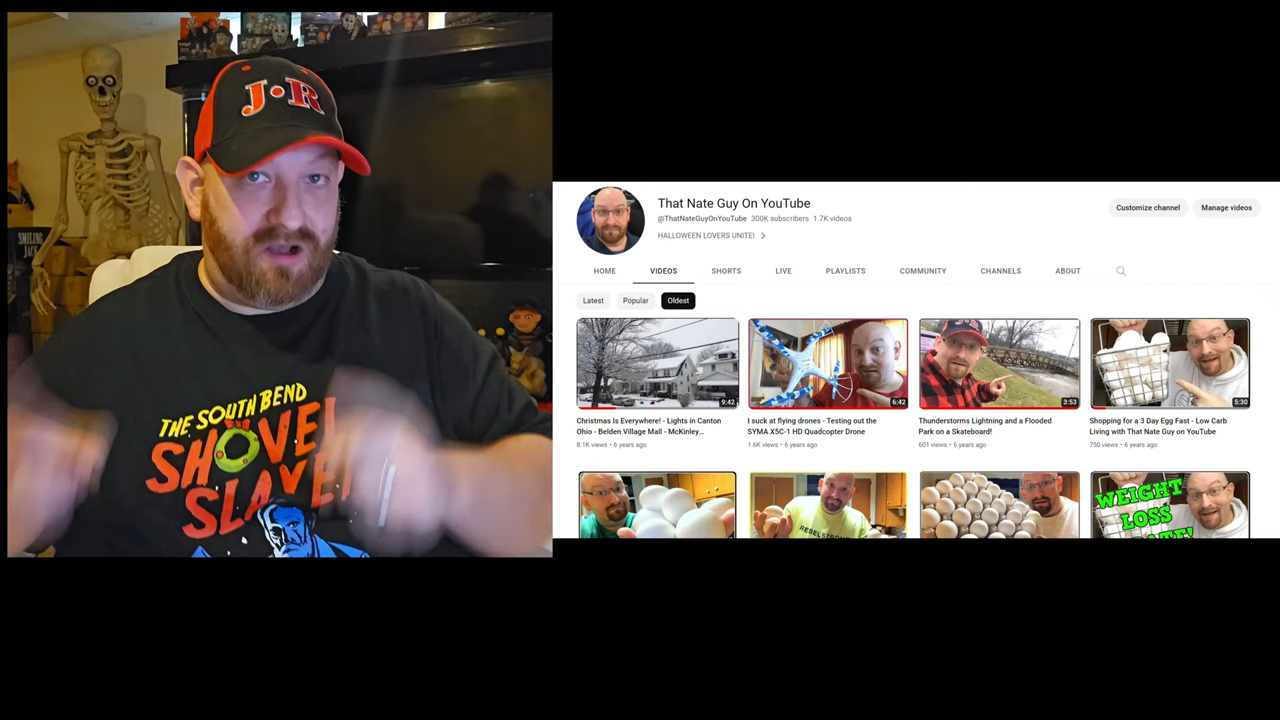 J•R
SMILING
JACK
THE SOUTH BEND
SHOVEL
SLAYE
That Nate Guy On YouTube
@ThatNateGuyOnYouTube 300K subscribers 1.7K videos
HALLOWEEN LOVERS UNITE!
Customize channel
Manage videos
HOME
VIDEOS
SHORTS
LIVE
PLAYLISTS
COMMUNITY
CHANNELS
ABOUT
Latest
Popular
Oldest
9:42
6:42
3:53
5:30
Christmas Is Everywhere! - Lights in Canton
Ohio - Belden Village Mall - McKinley...
8.1K views • 6 years ago
I suck at flying drones - Testing out the
SYMA X5C-1 HD Quadcopter Drone
1.6K views • 6 years ago
Thunderstorms Lightning and a Flooded
Park on a Skateboard!
601 views • 6 years ago
Shopping for a 3 Day Egg Fast - Low Carb
Living with That Nate Guy on YouTube
750 views • 6 years ago
REBELSTRON
WEIGHT
LOSS